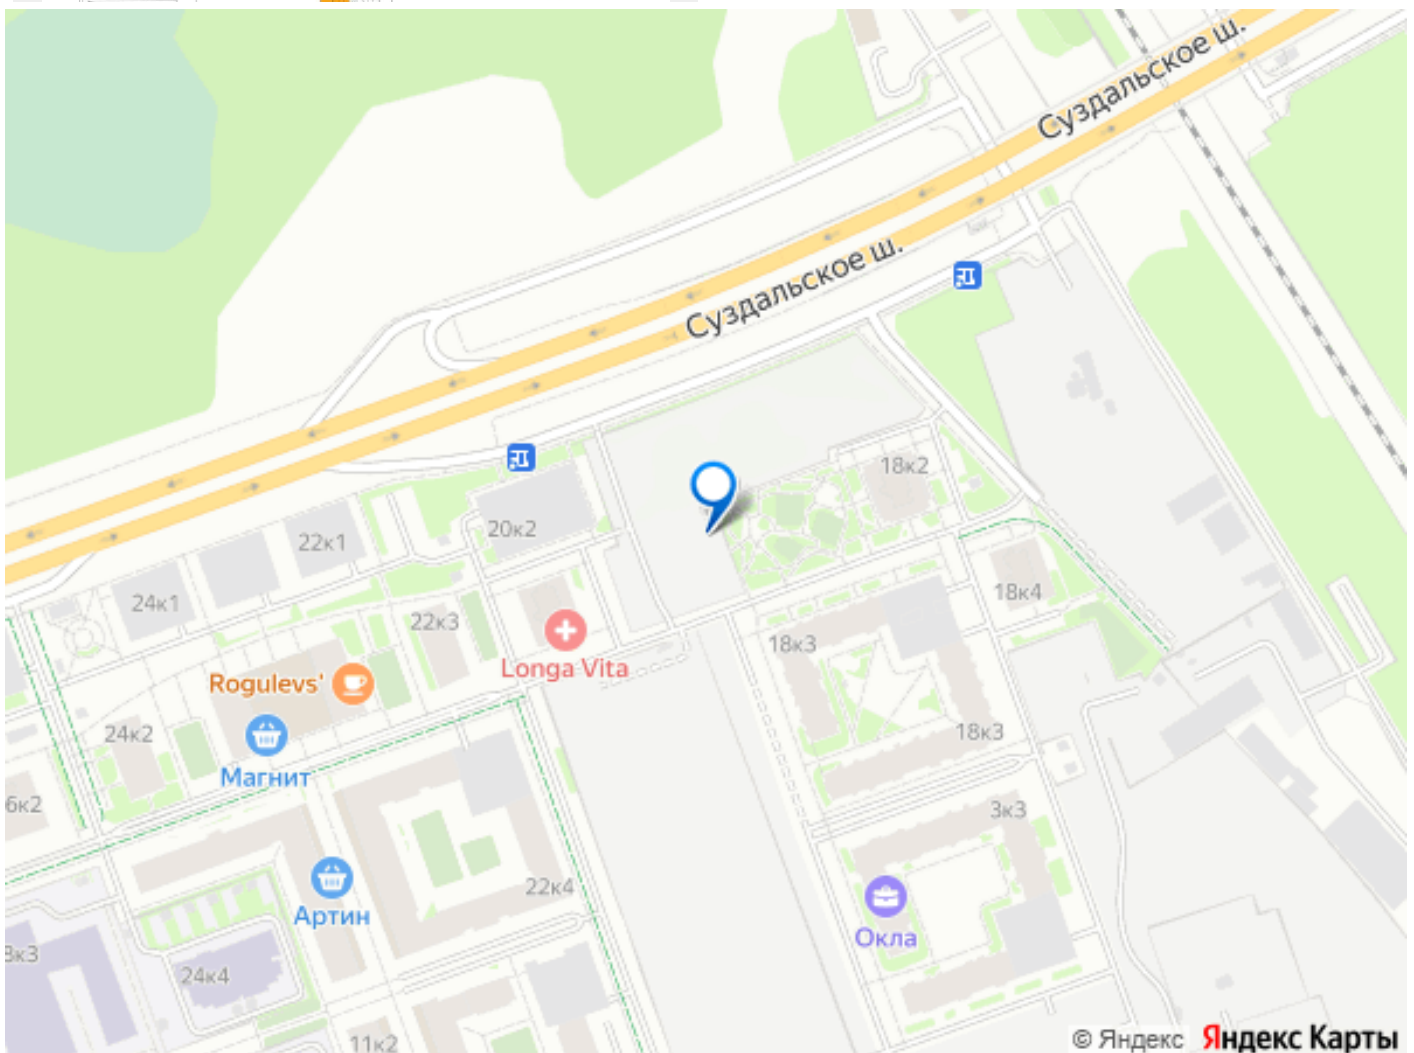 Суздальское ш.
Суздальское ш.
18к2
20к2
22к1
18к4
24к1
22к3
18к3
Longa Vita
Rogulevs'
24к2
18к3
Магнит
6к2
3к3
22к4
Артин
Окла
3к3
24к4
11к2
© Яндекс Яндекс Карты